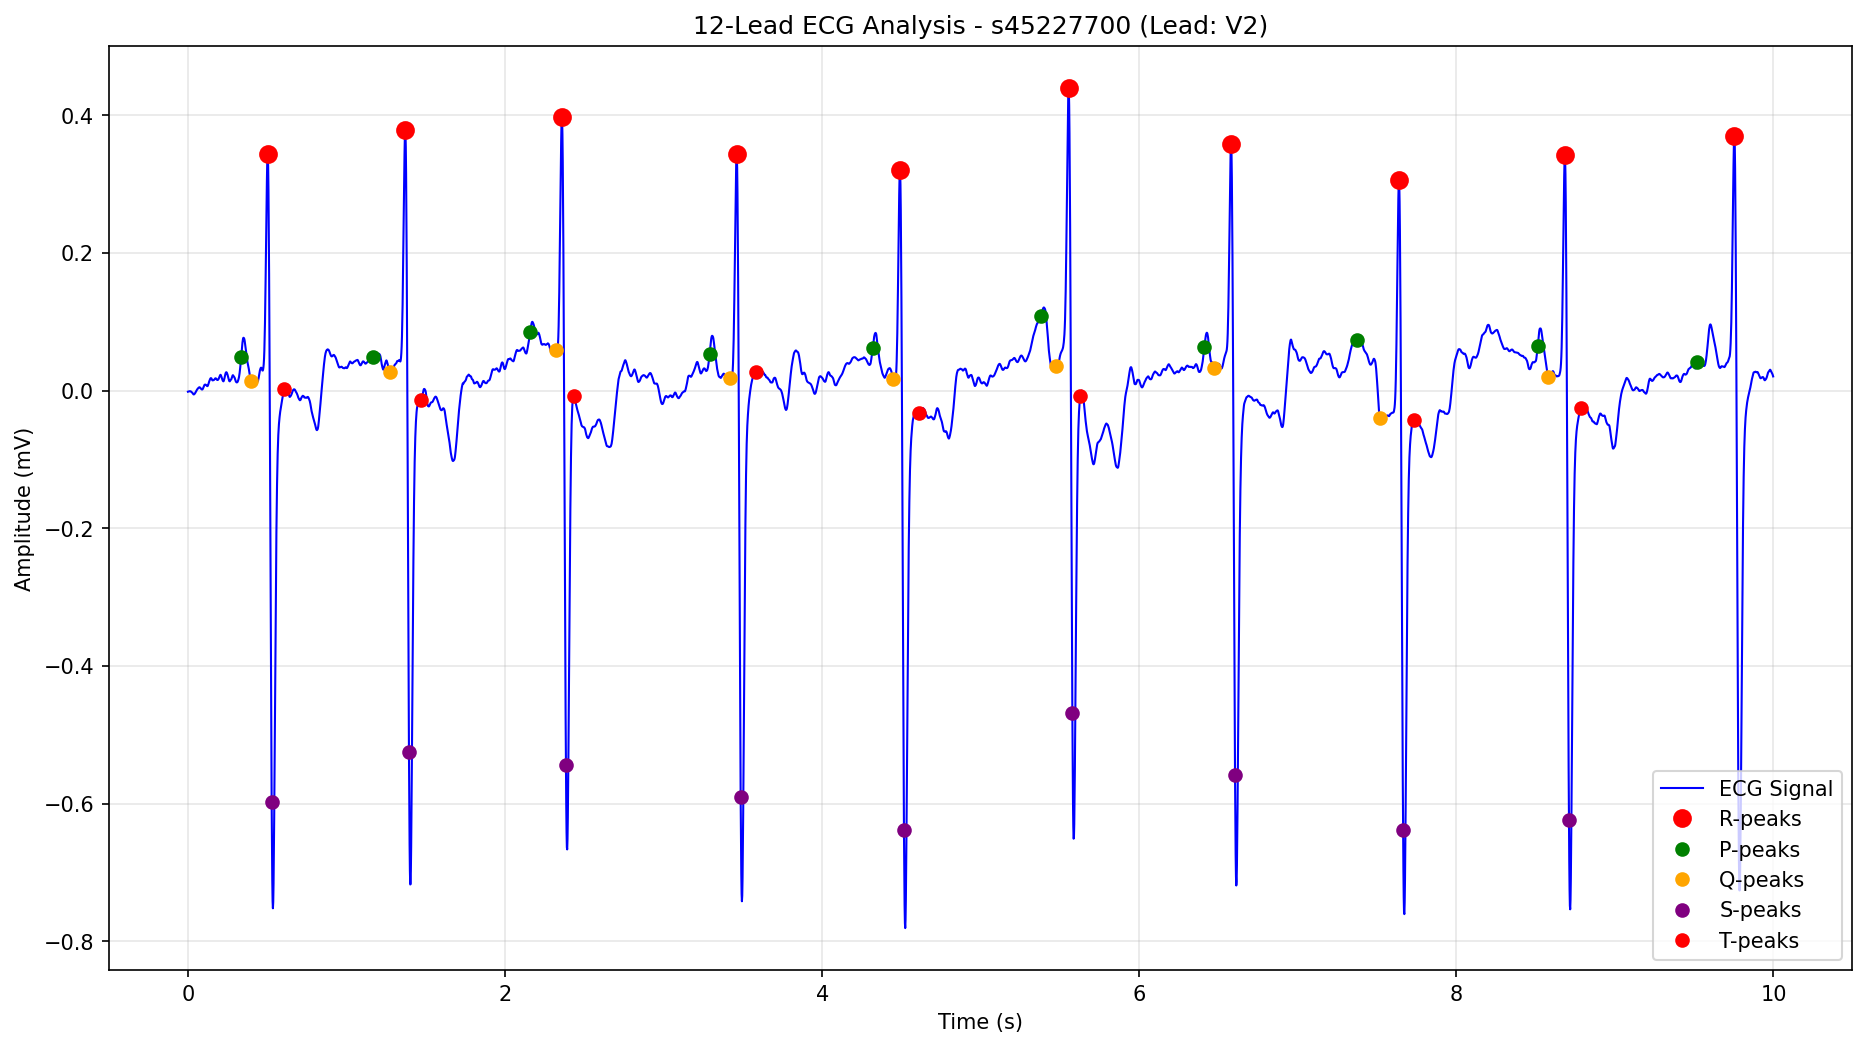 12-Lead ECG Analysis - s45227700 (Lead: V2)
Amplitude (mV)
0.4
0.2
0.0
−0.2
−0.4
−0.6
−0.8
0 2 4 6 8 10
Time (s)
ECG Signal
R-peaks
P-peaks
Q-peaks
S-peaks
T-peaks